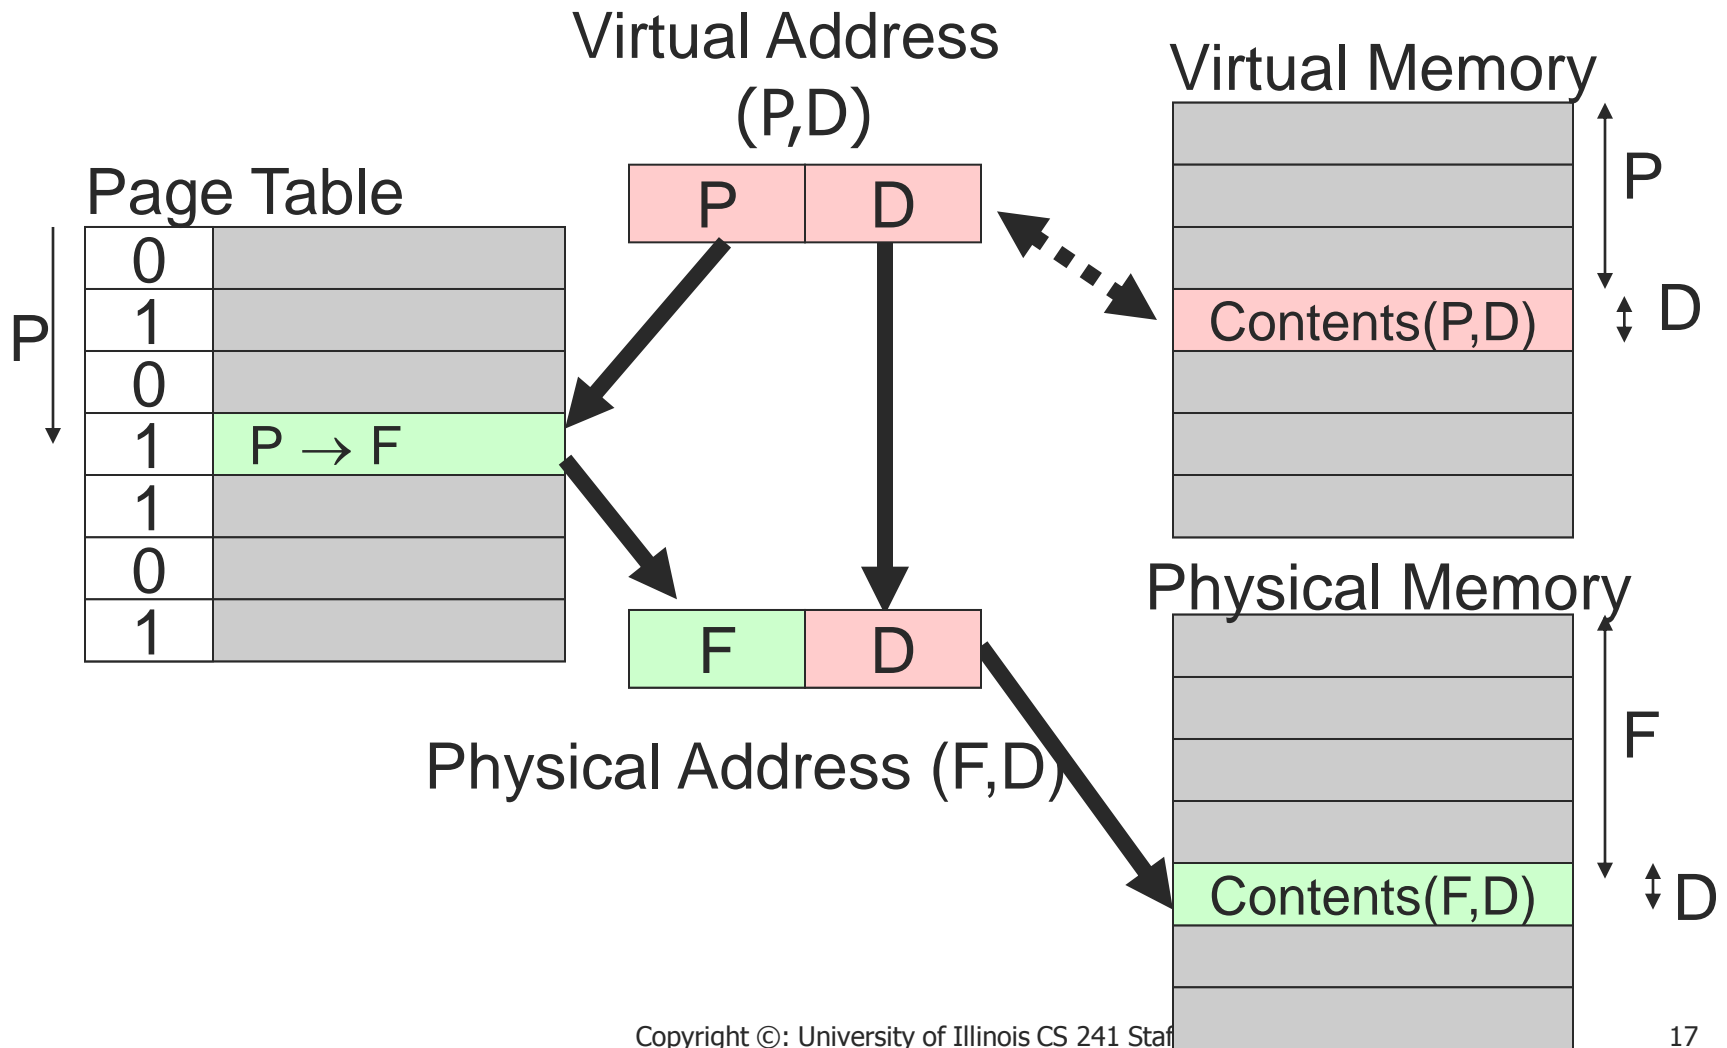 Virtual Address
(P,D)
Virtual Memory
Page Table
P D
P
D
Contents(P,D)
P
0
1
0
1 P → F
1
0
1
F D
Physical Address (F,D)
Physical Memory
F
D
Contents(F,D)
Copyright ©: University of Illinois CS 241 Staf
17